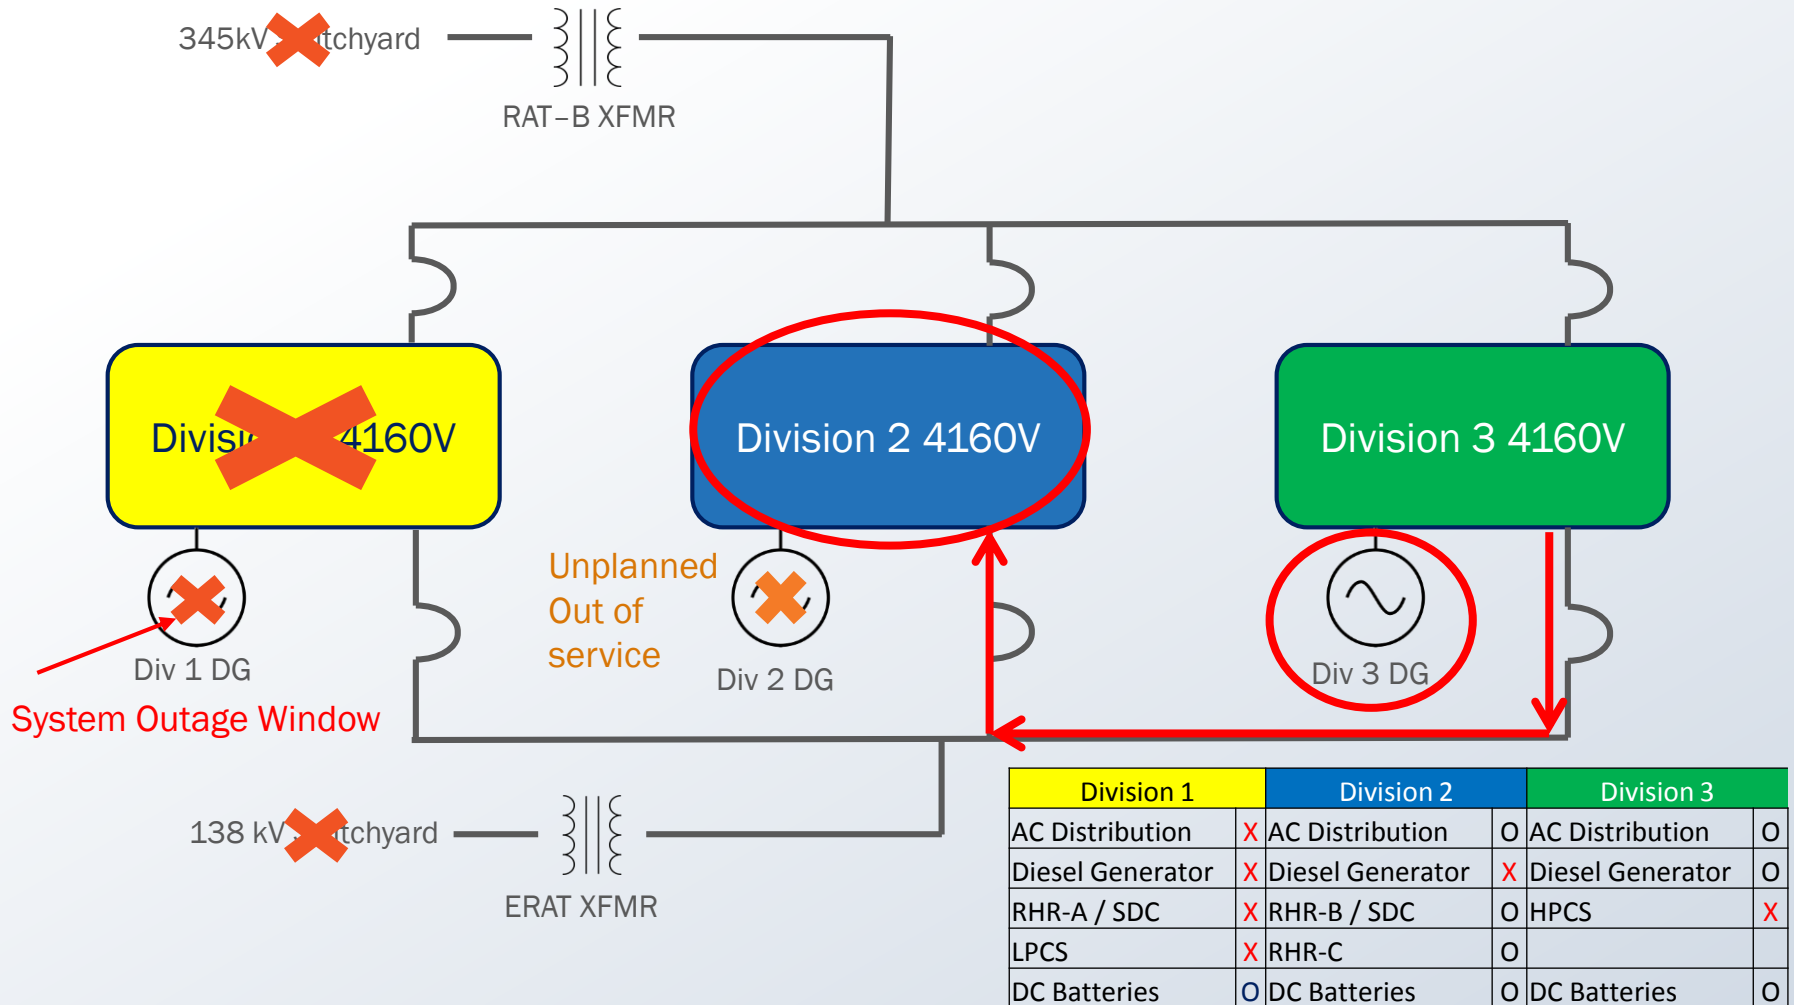 345kV tchyard
RAT–B XFMR
Divisi 4160V
Division 2 4160V
Division 3 4160V
Unplanned
Out of
service
Div 1 DG
Div 2 DG
Div 3 DG
System Outage Window
138 kV tchyard
ERAT XFMR
Division 1 Division 2 Division 3
AC Distribution X AC Distribution O AC Distribution O
Diesel Generator X Diesel Generator X Diesel Generator O
RHR-A / SDC X RHR-B / SDC O HPCS X
LPCS X RHR-C O
DC Batteries O DC Batteries O DC Batteries O